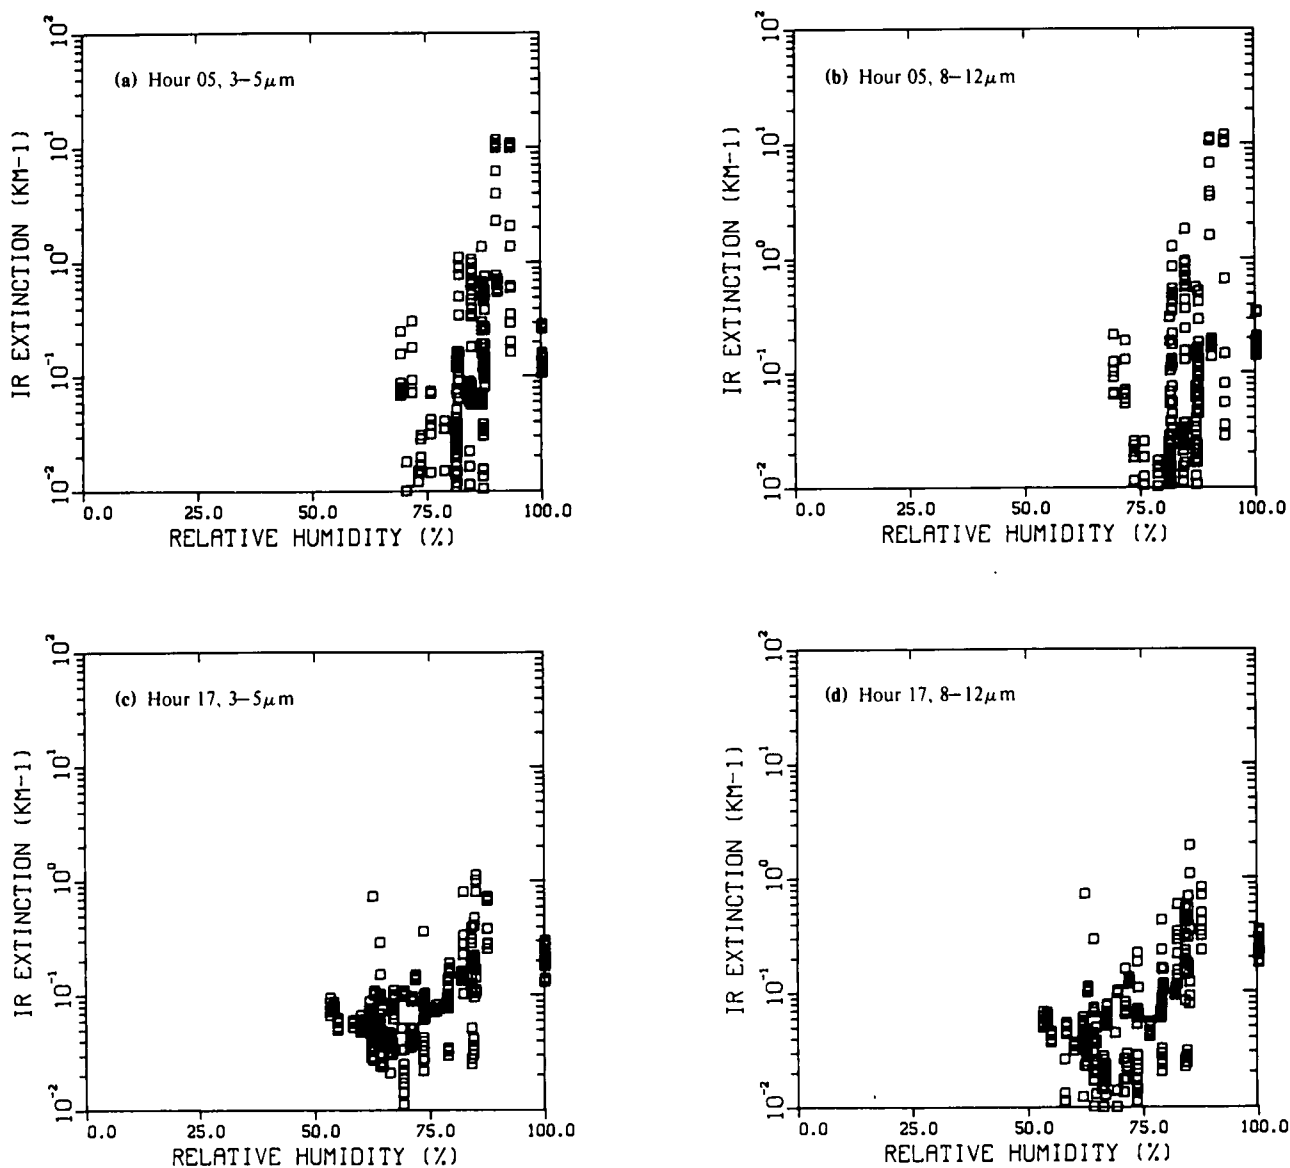 (a) Hour 05, 3–5μm
10²
10¹
10⁰
10⁻¹
10⁻²
IR EXTINCTION (KM-1)
0.0 25.0 50.0 75.0 100.0
RELATIVE HUMIDITY (%)
(b) Hour 05, 8–12μm
10²
10¹
10⁰
10⁻¹
10⁻²
IR EXTINCTION (KM-1)
0.0 25.0 50.0 75.0 100.0
RELATIVE HUMIDITY (%)
(c) Hour 17, 3–5μm
10²
10¹
10⁰
10⁻¹
10⁻²
IR EXTINCTION (KM-1)
0.0 25.0 50.0 75.0 100.0
RELATIVE HUMIDITY (%)
(d) Hour 17, 8–12μm
10²
10¹
10⁰
10⁻¹
10⁻²
IR EXTINCTION (KM-1)
0.0 25.0 50.0 75.0 100.0
RELATIVE HUMIDITY (%)